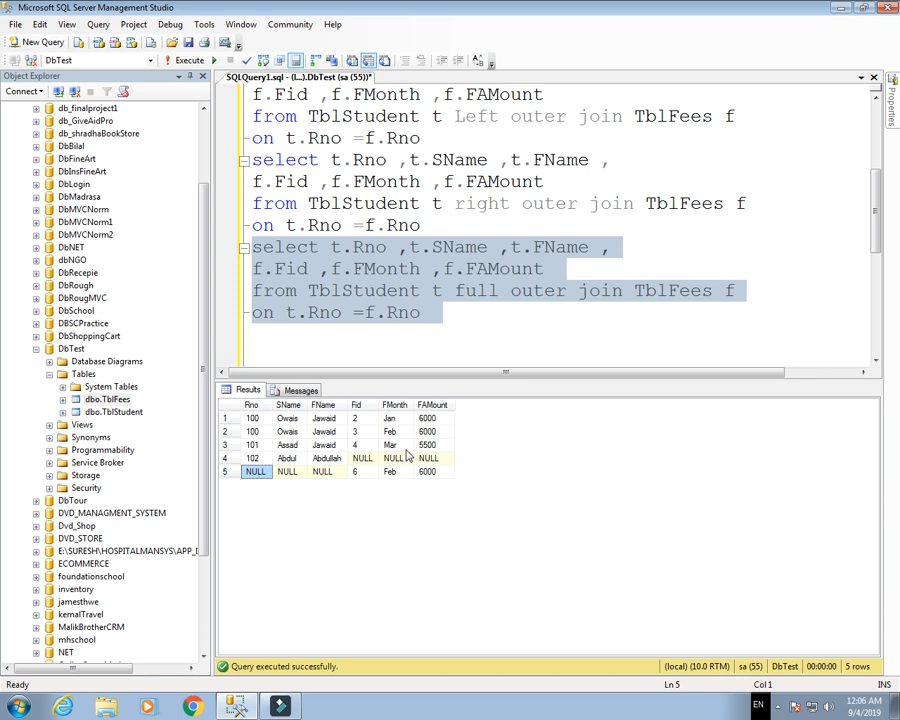 Microsoft SQL Server Management Studio
File Edit View Query Project Debug Tools Window Community Help
New Query
DbTest Execute
Object Explorer
SQLQuery1.sql - (l...).DbTest (sa (55))*
Connect
Properties
db_finalproject1
db_GiveAidPro
db_shradhaBookStore
DbBilal
DbFineArt
DbInsFineArt
DbLogin
DbMadrasa
DbMVCNorm
DbMVCNorm1
DbMVCNorm2
DbNET
dbNGO
DbRecepie
DbRough
DbRougMVC
DbSchool
DBSCPractice
DbShoppingCart
DbTest
Database Diagrams
Tables
System Tables
dbo.TblFees
dbo.TblStudent
Views
Synonyms
Programmability
Service Broker
Storage
Security
DbTour
DVD_MANAGMENT_SYSTEM
Dvd_Shop
DVD_STORE
E:\SURESH\HOSPITALMANSYS\APP_D
ECOMMERCE
foundationschool
inventory
jamesthwe
kernalTravel
MalikBrotherCRM
mhschool
NET
f.Fid ,f.FMonth ,f.FAMount
from TblStudent t Left outer join TblFees f
on t.Rno =f.Rno
select t.Rno ,t.SName ,t.FName ,
f.Fid ,f.FMonth ,f.FAMount
from TblStudent t right outer join TblFees f
on t.Rno =f.Rno
select t.Rno ,t.SName ,t.FName ,
f.Fid ,f.FMonth ,f.FAMount
from TblStudent t full outer join TblFees f
on t.Rno =f.Rno
Results Messages
Rno SName FName Fid FMonth FAMount
1 100 Owais Jawaid 2 Jan 6000
2 100 Owais Jawaid 3 Feb 6000
3 101 Assad Jawaid 4 Mar 5500
4 102 Abdul Abdullah NULL NULL NULL
5 NULL NULL NULL 6 Feb 6000
Query executed successfully. (local) (10.0 RTM) sa (55) DbTest 00:00:00 5 rows
Ready Ln 5 Col 1 INS
EN 12:06 AM
9/4/2019